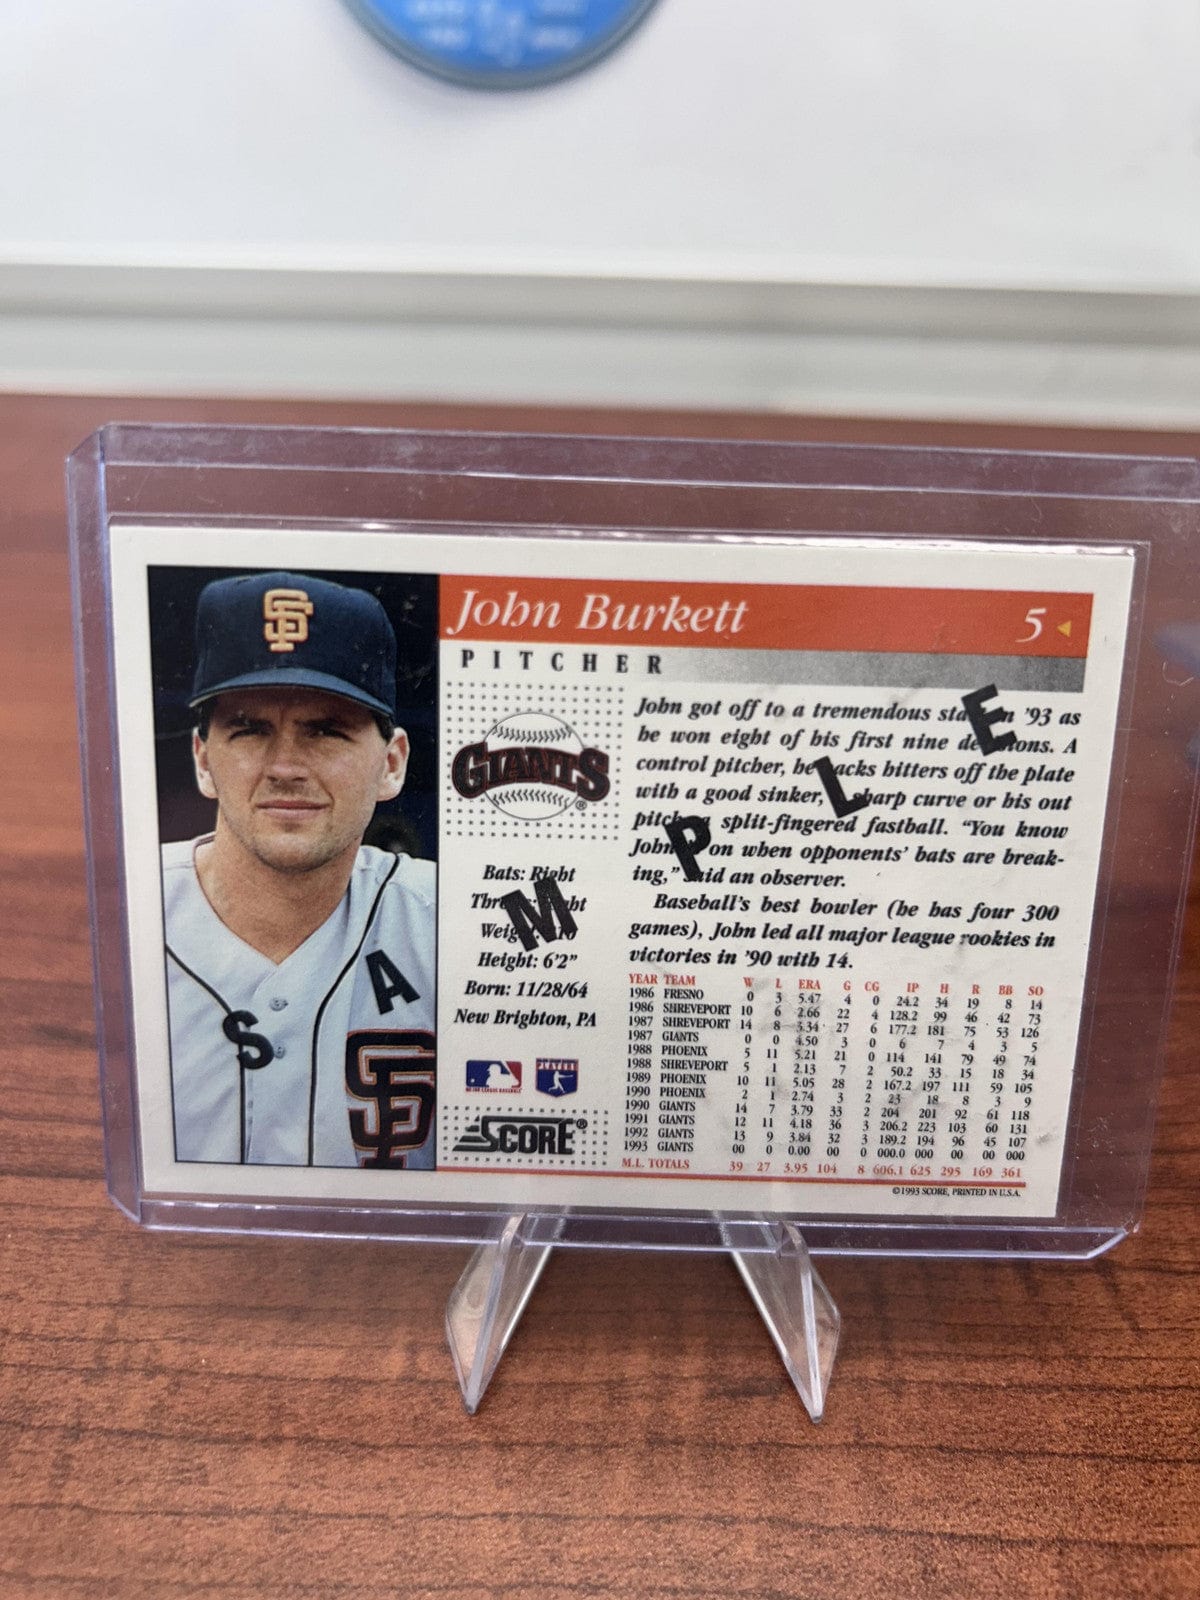 John Burkett 5
PITCHER
SF
GIANTS
®
Bats: Right
Height: 6'2"
Born: 11/28/64
New Brighton, PA
MAJOR LEAGUE BASEBALL
PLAYERS
SCORE®
SAMPLE
John got off to a tremendous '93 as
he won eight of his first nine A
control pitcher, he hitters off the plate
with a good sinker, sharp curve or his out
split-fingered fastball. "You know
on when opponents' bats are break-
ing," said an observer.
Baseball's best bowler (he has four 300
games), John led all major league rookies in
victories in '90 with 14.
YEAR TEAM W L ERA G CG IP H R BB SO
1986 FRESNO 0 3 5.47 4 0 24.2 34 19 8 14
1986 SHREVEPORT 10 6 2.66 22 4 128.2 99 46 42 73
1987 SHREVEPORT 14 8 3.34 27 6 177.2 181 75 53 126
1987 GIANTS 0 0 4.50 3 0 6 7 4 3 5
1988 PHOENIX 5 11 5.21 21 0 114 141 79 49 74
1988 SHREVEPORT 5 1 2.13 7 2 50.2 33 15 18 34
1989 PHOENIX 10 11 5.05 28 2 167.2 197 111 59 105
1990 PHOENIX 2 1 2.74 3 2 23 18 8 3 9
1990 GIANTS 14 7 3.79 33 2 204 201 92 61 118
1991 GIANTS 12 11 4.18 36 3 206.2 223 103 60 131
1992 GIANTS 13 9 3.84 32 3 189.2 194 96 45 107
1993 GIANTS 00 0 0.00 00 0 000.0 000 00 00 000
M.L. TOTALS 39 27 3.95 104 8 606.1 625 295 169 361
©1993 SCORE, PRINTED IN U.S.A.
SF